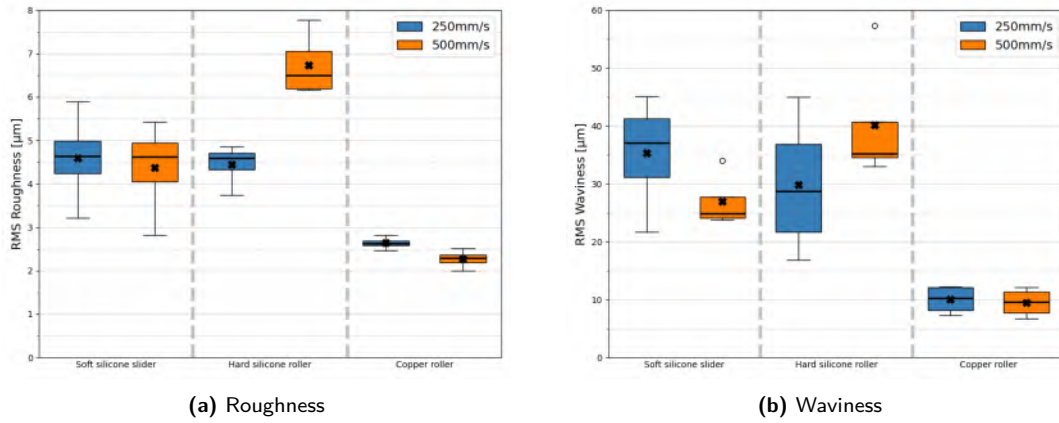 8
7
6
5
4
3
2
1
0
RMS Roughness [µm]
250mm/s
500mm/s
Soft silicone slider
Hard silicone roller
Copper roller
(a) Roughness
60
50
40
30
20
10
0
RMS Waviness [µm]
250mm/s
500mm/s
Soft silicone slider
Hard silicone roller
Copper roller
(b) Waviness